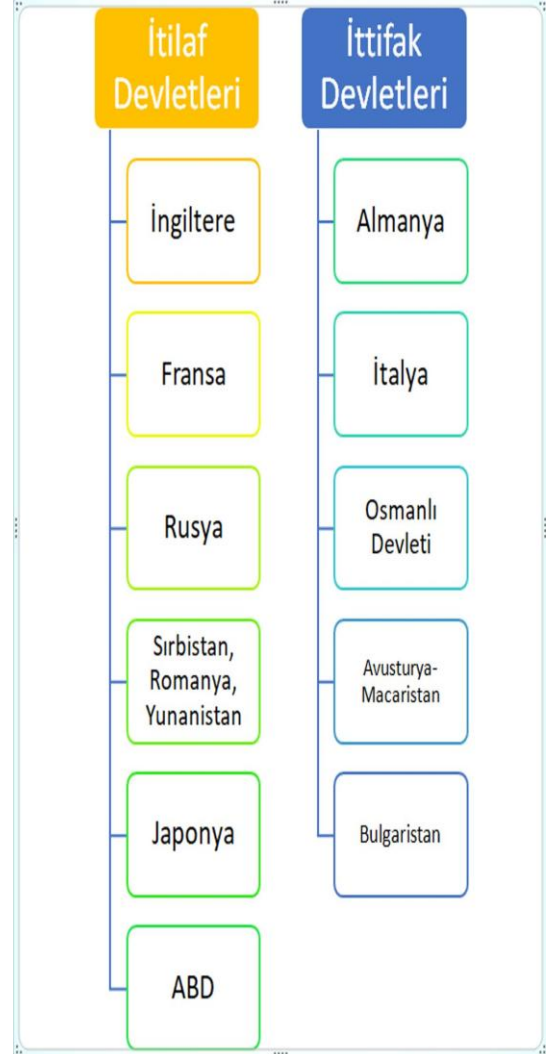 İtilaf
Devletleri
İngiltere
Fransa
Rusya
Sırbistan,
Romanya,
Yunanistan
Japonya
ABD
İttifak
Devletleri
Almanya
İtalya
Osmanlı
Devleti
Avusturya-
Macaristan
Bulgaristan